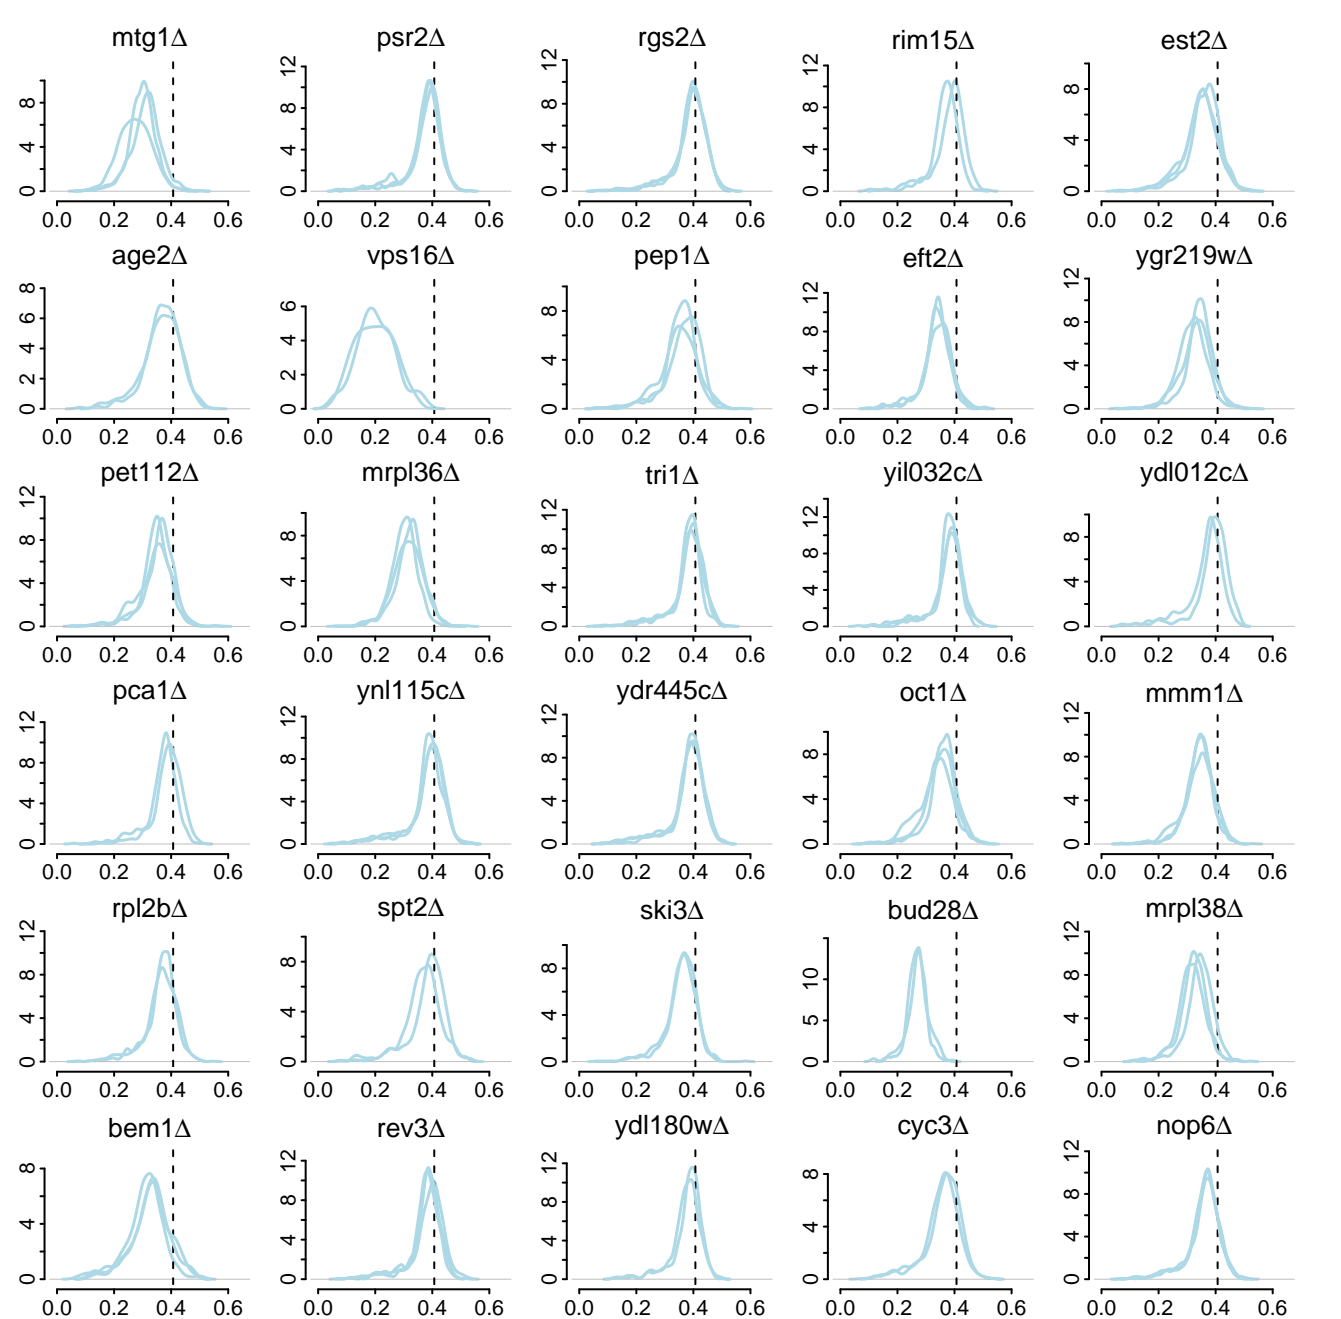 mtg1Δ psr2Δ rgs2Δ rim15Δ est2Δ
0 4 8 0 4 8 12 0 4 8 12 0 4 8 12 0 4 8
0.0 0.2 0.4 0.6 0.0 0.2 0.4 0.6 0.0 0.2 0.4 0.6 0.0 0.2 0.4 0.6 0.0 0.2 0.4 0.6
age2Δ vps16Δ pep1Δ eft2Δ ygr219wΔ
0 2 4 6 8 0 2 4 6 0 4 8 0 4 8 12 0 4 8 12
0.0 0.2 0.4 0.6 0.0 0.2 0.4 0.6 0.0 0.2 0.4 0.6 0.0 0.2 0.4 0.6 0.0 0.2 0.4 0.6
pet112Δ mrpl36Δ tri1Δ yil032cΔ ydl012cΔ
0 4 8 12 0 4 8 0 4 8 12 0 4 8 12 0 4 8
0.0 0.2 0.4 0.6 0.0 0.2 0.4 0.6 0.0 0.2 0.4 0.6 0.0 0.2 0.4 0.6 0.0 0.2 0.4 0.6
pca1Δ ynl115cΔ ydr445cΔ oct1Δ mmm1Δ
0 4 8 12 0 4 8 12 0 4 8 12 0 4 8 0 4 8 12
0.0 0.2 0.4 0.6 0.0 0.2 0.4 0.6 0.0 0.2 0.4 0.6 0.0 0.2 0.4 0.6 0.0 0.2 0.4 0.6
rpl2bΔ spt2Δ ski3Δ bud28Δ mrpl38Δ
0 4 8 12 0 4 8 0 4 8 0 5 10 0 4 8 12
0.0 0.2 0.4 0.6 0.0 0.2 0.4 0.6 0.0 0.2 0.4 0.6 0.0 0.2 0.4 0.6 0.0 0.2 0.4 0.6
bem1Δ rev3Δ ydl180wΔ cyc3Δ nop6Δ
0 4 8 0 4 8 12 0 4 8 12 0 4 8 0 4 8 12
0.0 0.2 0.4 0.6 0.0 0.2 0.4 0.6 0.0 0.2 0.4 0.6 0.0 0.2 0.4 0.6 0.0 0.2 0.4 0.6